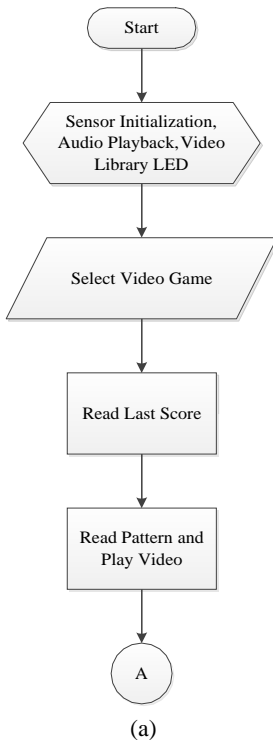 Start
Sensor Initialization,
Audio Playback, Video
Library LED
Select Video Game
Read Last Score
Read Pattern and
Play Video
A
(a)